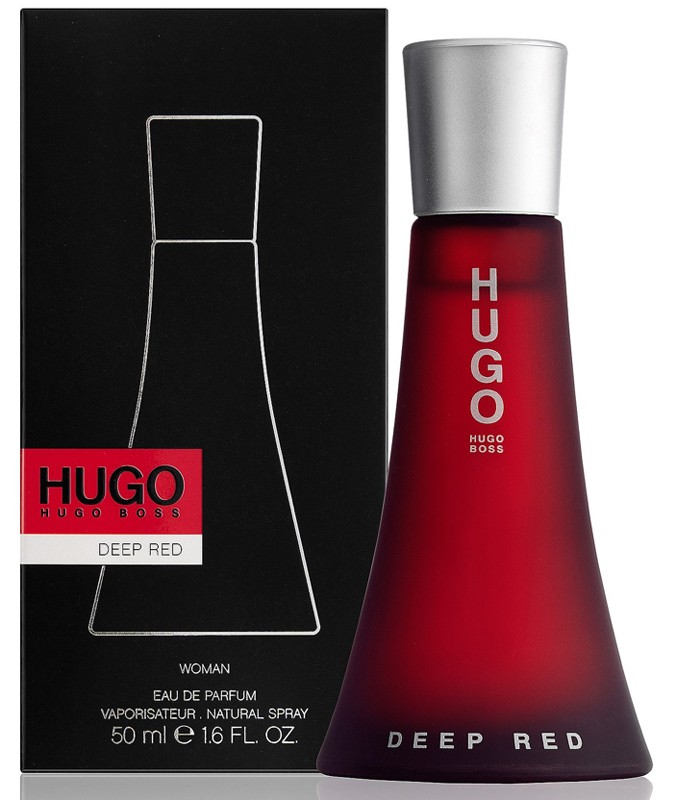 HUGO
HUGO BOSS
DEEP RED
WOMAN
EAU DE PARFUM
VAPORISATEUR . NATURAL SPRAY
50 ml ℮ 1.6 FL. OZ.
HUGO
HUGO
BOSS
DEEP RED